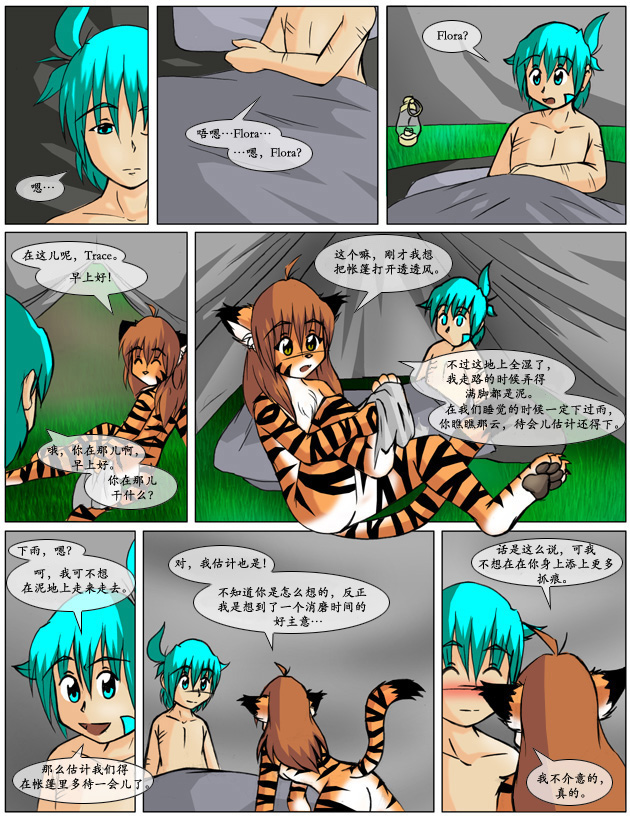 嗯…
唔嗯…Flora…
…嗯，Flora？
Flora？
在这儿呢，Trace。
早上好！
哦，你在那儿啊，
早上好。
你在那儿
干什么？
这个嘛，刚才我想
把帐篷打开透透风。
不过这地上全湿了，
我走路的时候弄得
满脚都是泥。
在我们睡觉的时候一定下过雨，
你瞧瞧那云，待会儿估计还得下。
下雨，嗯？
呵，我可不想
在泥地上走来走去。
那么估计我们得
在帐篷里多待一会儿了。
对，我估计也是！
不知道你是怎么想的，反正
我是想到了一个消磨时间的
好主意…
话是这么说，可我
不想在在你身上添上更多
抓痕。
我不介意的，
真的。